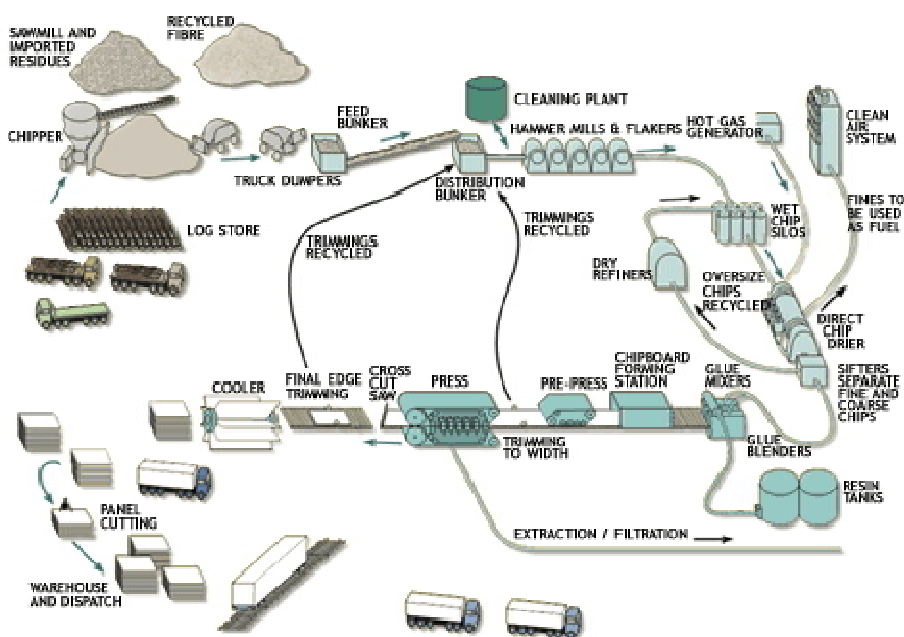 SAWMILL AND
IMPORTED
RESIDUES
RECYCLED
FIBRE
CHIPPER
FEED
BUNKER
TRUCK DUMPERS
CLEANING PLANT
HAMMER MILLS & FLAKERS
HOT GAS
GENERATOR
CLEAN
AIR
SYSTEM
DISTRIBUTION
BUNKER
LOG STORE
TRIMMINGS
RECYCLED
TRIMMINGS
RECYCLED
WET
CHIP
SILOS
FINES TO
BE USED
AS FUEL
DRY
REFINERS
OVERSIZE
CHIPS
RECYCLED
DIRECT
CHIP
DRIER
COOLER
FINAL EDGE
TRIMMING
CROSS
CUT
SAW
PRESS
PRE-PRESS
CHIPBOARD
FORMING
STATION
GLUE
MIXERS
SIFTERS
SEPARATE
FINE AND
COARSE
CHIPS
TRIMMING
TO WIDTH
GLUE
BLENDERS
RESIN
TANKS
PANEL
CUTTING
EXTRACTION / FILTRATION
WAREHOUSE
AND DISPATCH